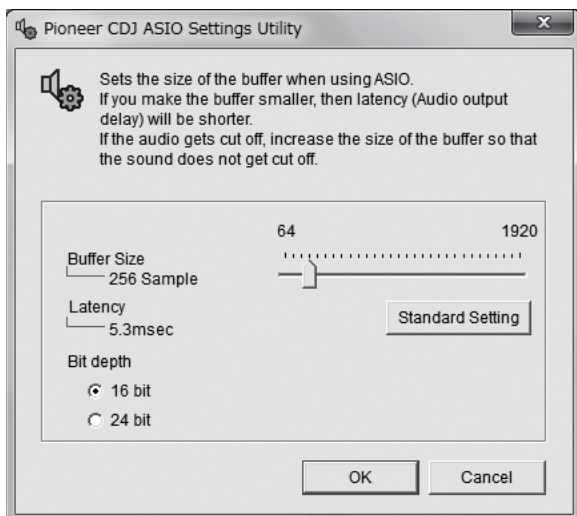 Pioneer CDJ ASIO Settings Utility
x
Sets the size of the buffer when using ASIO.
If you make the buffer smaller, then latency (Audio output
delay) will be shorter.
If the audio gets cut off, increase the size of the buffer so that
the sound does not get cut off.
64 1920
Buffer Size
256 Sample
Latency
5.3msec
Standard Setting
Bit depth
16 bit
24 bit
OK Cancel